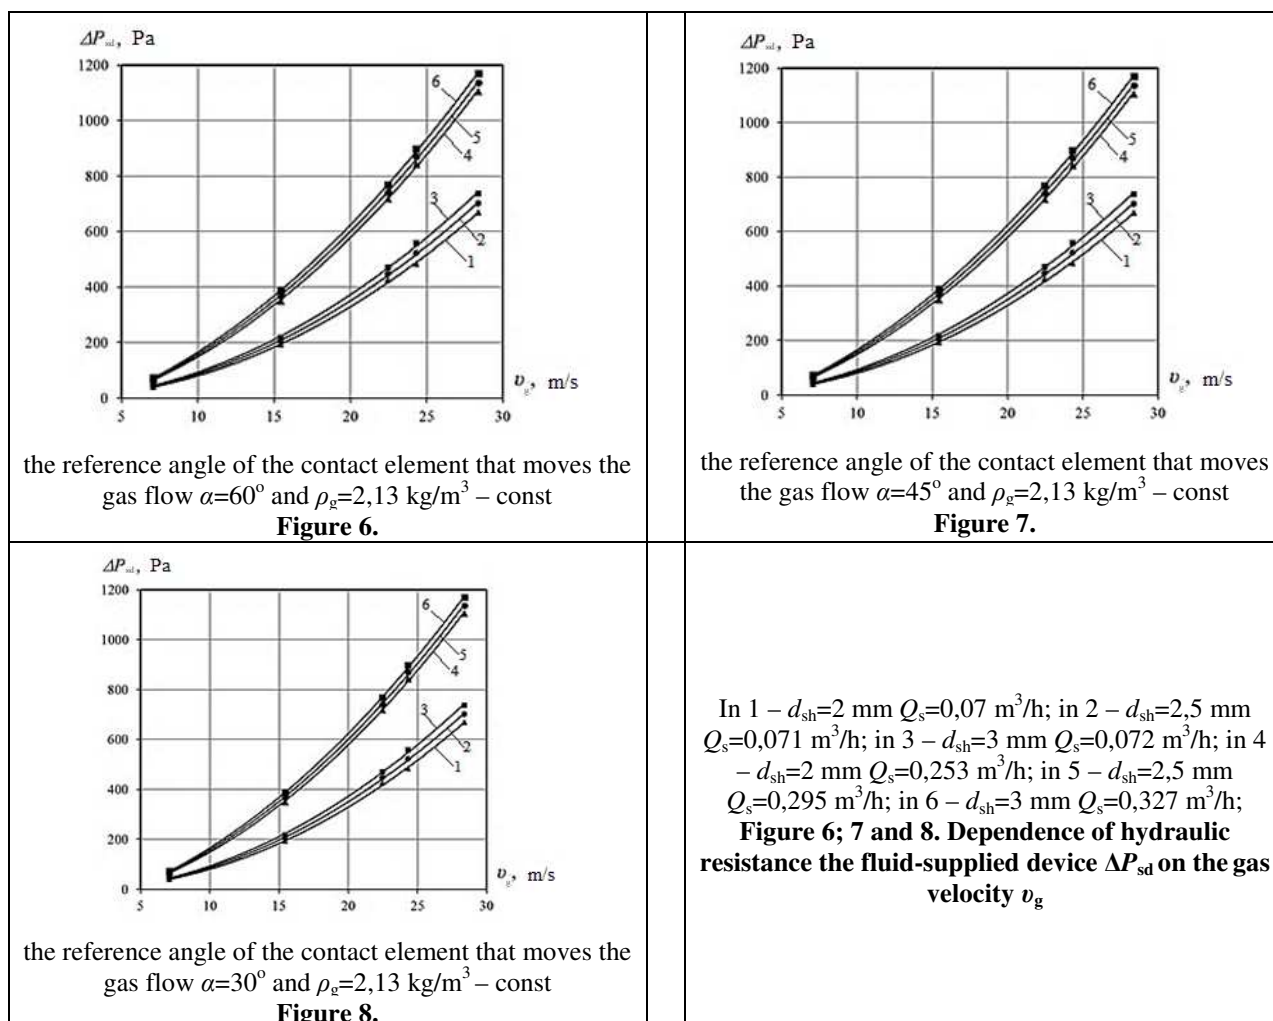 ΔPsd, Pa
1200
1000
800
600
400
200
0
6
5
4
3
2
1
υg, m/s
5 10 15 20 25 30
the reference angle of the contact element that moves the
gas flow α=60° and ρg=2,13 kg/m³ – const
Figure 6.
ΔPsd, Pa
1200
1000
800
600
400
200
0
6
5
4
3
2
1
υg, m/s
5 10 15 20 25 30
the reference angle of the contact element that moves
the gas flow α=45° and ρg=2,13 kg/m³ – const
Figure 7.
ΔPsd, Pa
1200
1000
800
600
400
200
0
6
5
4
3
2
1
υg, m/s
5 10 15 20 25 30
the reference angle of the contact element that moves the
gas flow α=30° and ρg=2,13 kg/m³ – const
Figure 8.
In 1 – dsh=2 mm Qs=0,07 m³/h; in 2 – dsh=2,5 mm
Qs=0,071 m³/h; in 3 – dsh=3 mm Qs=0,072 m³/h; in 4
– dsh=2 mm Qs=0,253 m³/h; in 5 – dsh=2,5 mm
Qs=0,295 m³/h; in 6 – dsh=3 mm Qs=0,327 m³/h;
Figure 6; 7 and 8. Dependence of hydraulic
resistance the fluid-supplied device ΔPsd on the gas
velocity υg